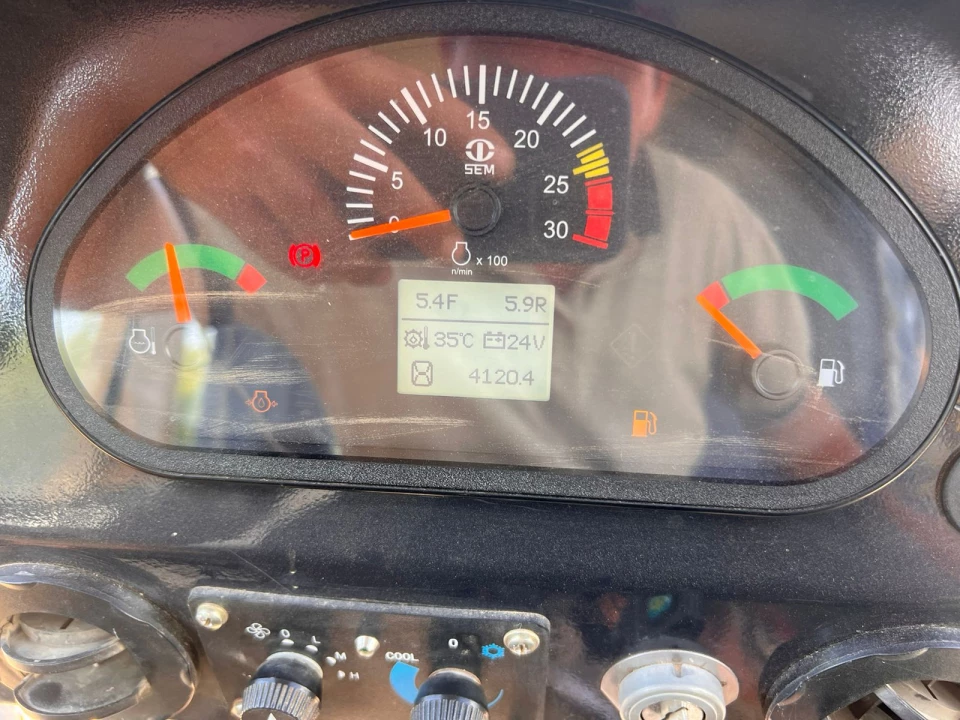 15
10
20
SEM
5
25
0
30
x 100
n/min
P
5.4F 5.9R
35℃ 24V
4120.4
0
L
M
H
COOL
0